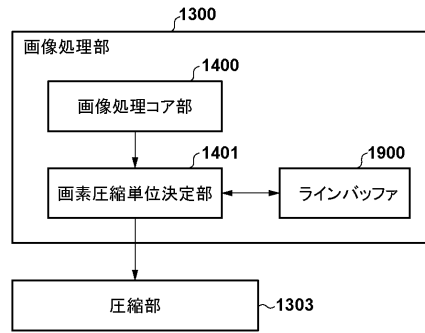 1300
画像処理部
1400
画像処理コア部
1401
画素圧縮単位決定部
1900
ラインバッファ
圧縮部
1303